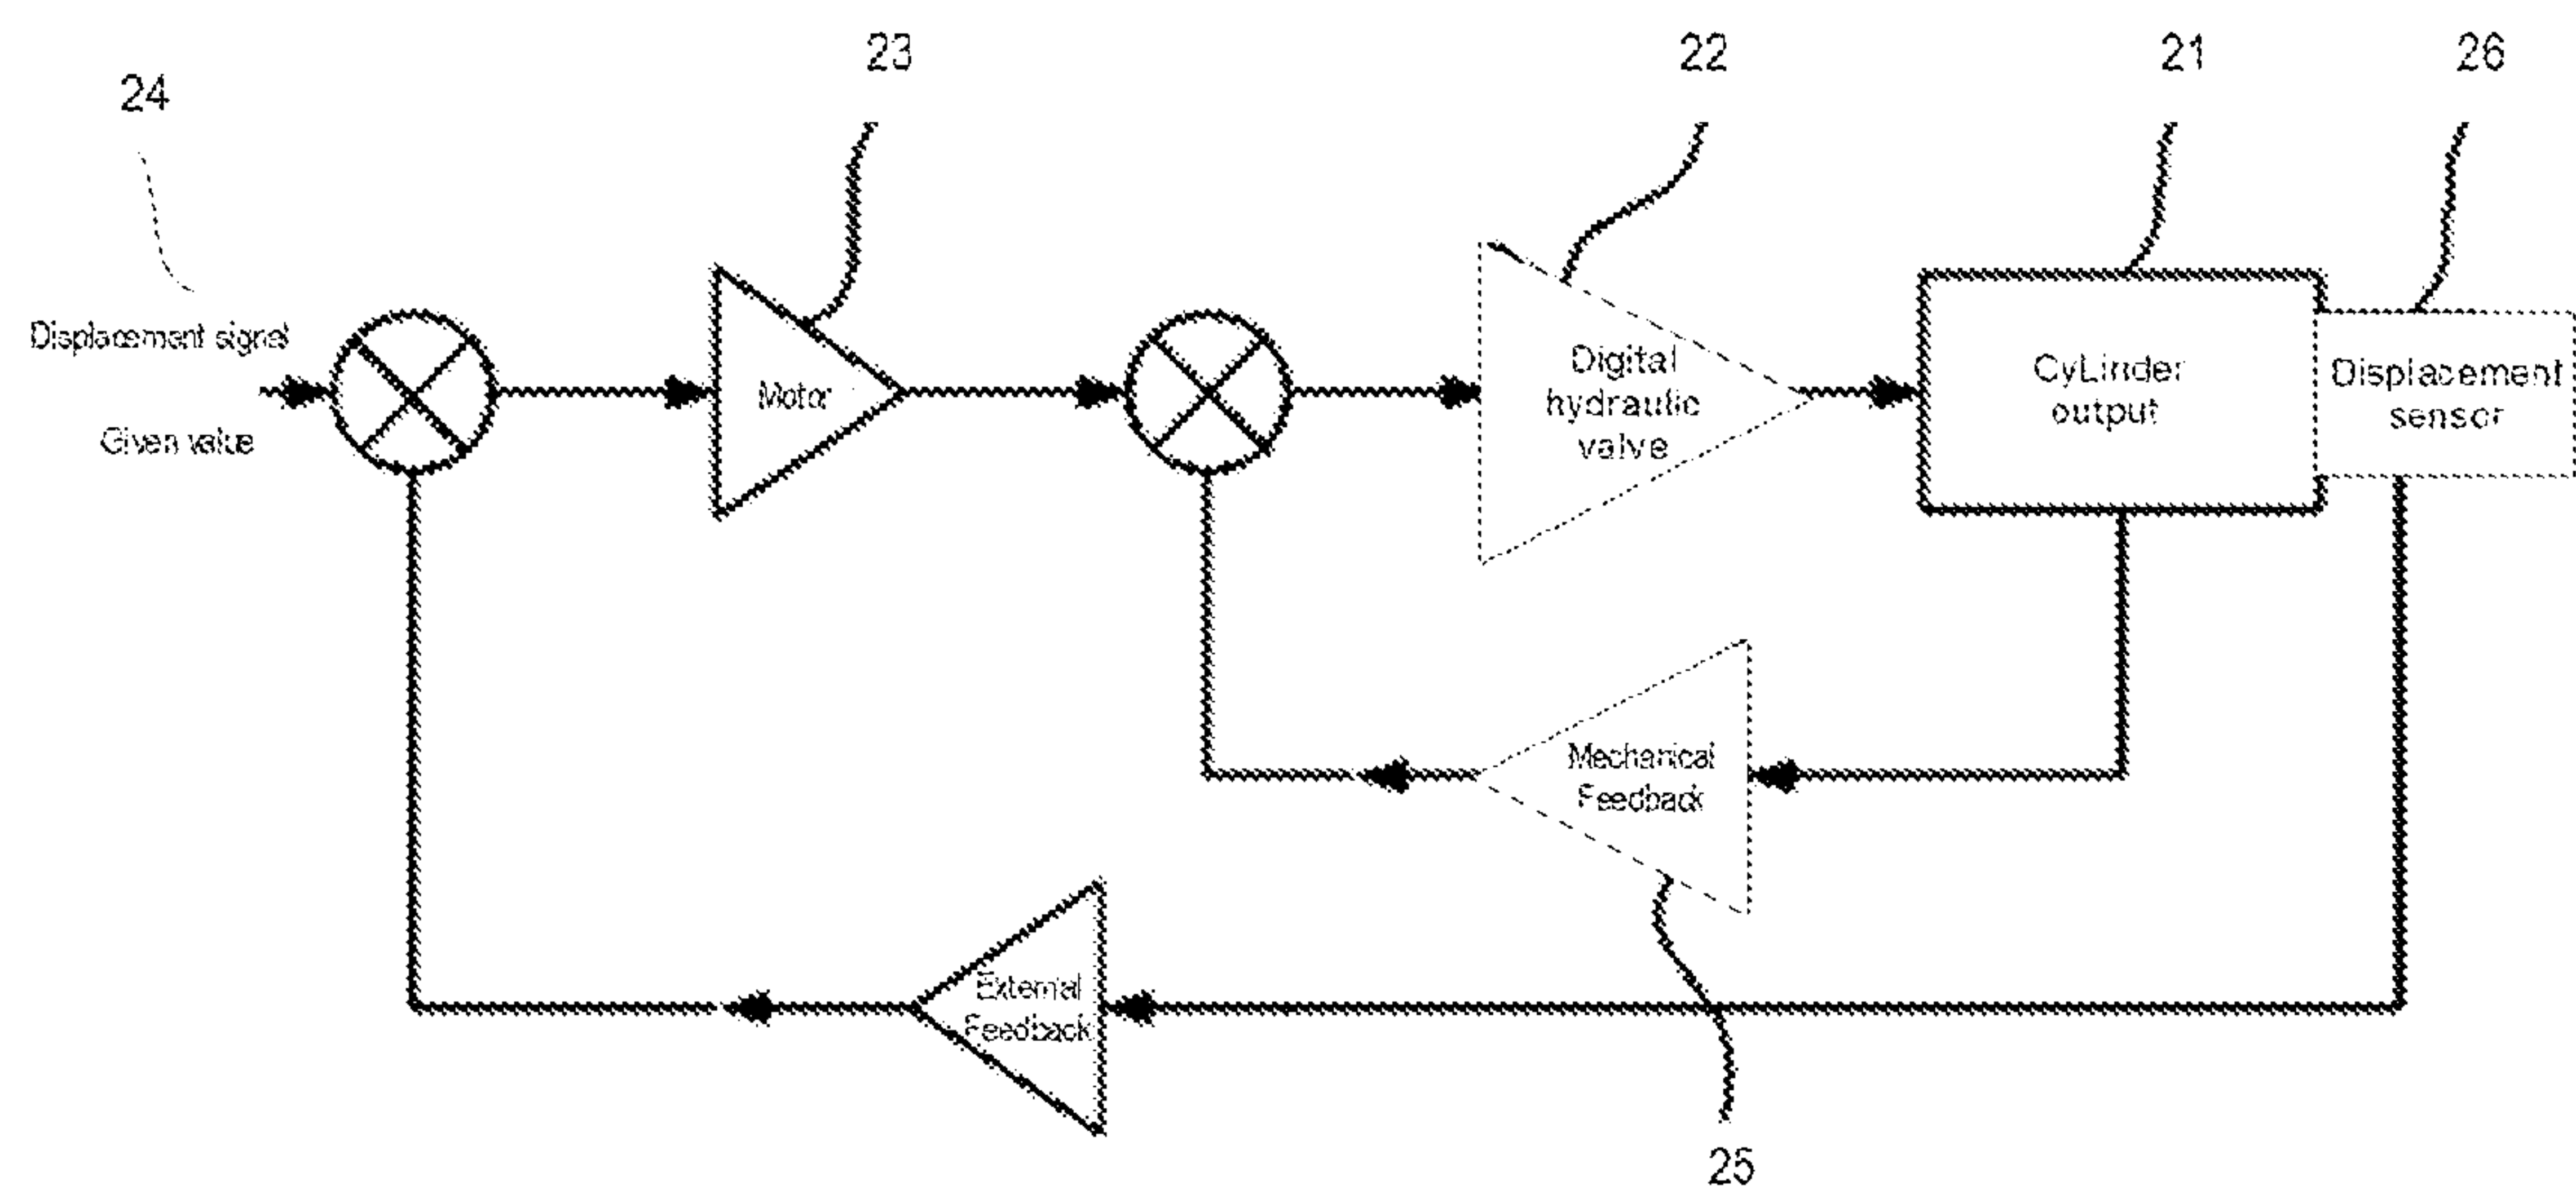 23
22
21
26
24
Displacement signal
Given value
Motor
Digital
hydraulic
valve
CyLinder
output
Displacement
sensor
Mechanical
Feedback
External
Feedback
25